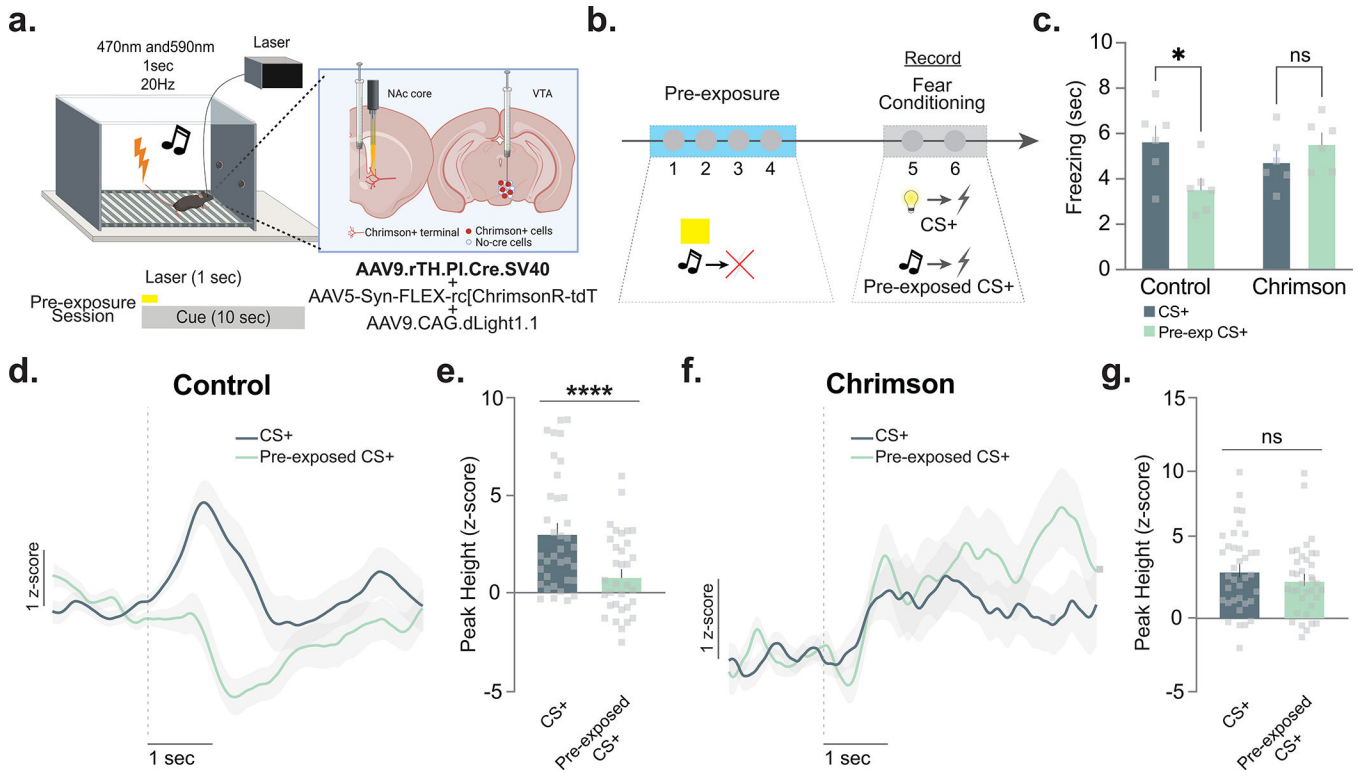 a.
470nm and590nm
1sec
20Hz
Laser
NAc core
VTA
Chrimson+ terminal
Chrimson+ cells
No-cre cells
Laser (1 sec)
Pre-exposure
Session
Cue (10 sec)
AAV9.rTH.PI.Cre.SV40
+
AAV5-Syn-FLEX-rc[ChrimsonR-tdT
+
AAV9.CAG.dLight1.1
b.
Pre-exposure
Record
Fear
Conditioning
1 2 3 4
5 6
CS+
Pre-exposed CS+
c.
Freezing (sec)
10
8
6
4
2
0
*
ns
Control
Chrimson
CS+
Pre-exp CS+
d.
Control
CS+
Pre-exposed CS+
1 z-score
1 sec
e.
Peak Height (z-score)
10
5
0
-5
****
CS+
Pre-exposed
CS+
f.
Chrimson
CS+
Pre-exposed CS+
1 z-score
1 sec
g.
Peak Height (z-score)
15
10
5
0
-5
ns
CS+
Pre-exposed
CS+